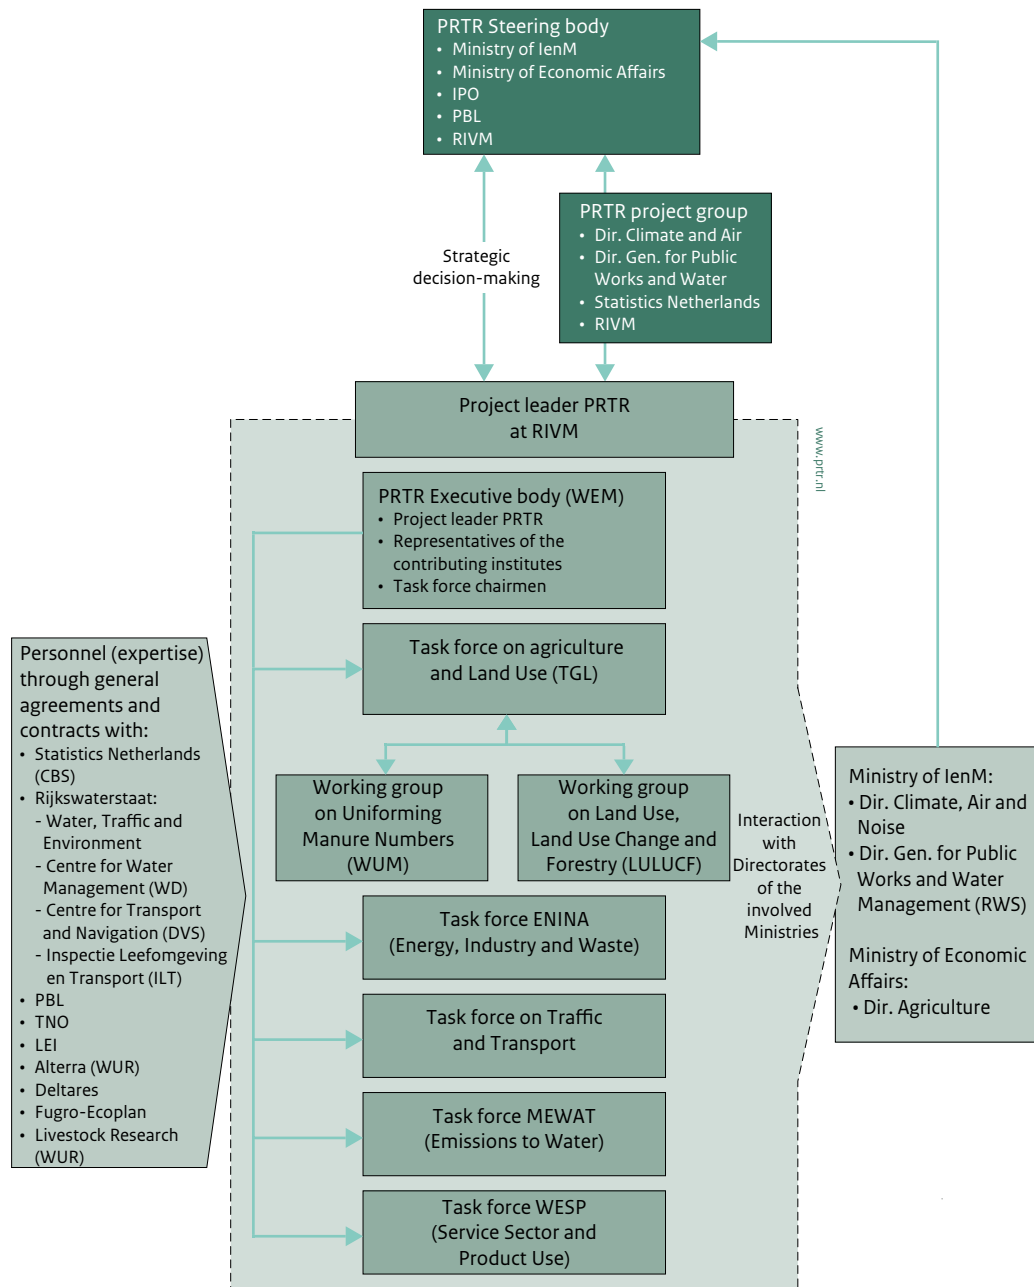 PRTR Steering body
• Ministry of IenM
• Ministry of Economic Affairs
• IPO
• PBL
• RIVM
PRTR project group
• Dir. Climate and Air
• Dir. Gen. for Public
Works and Water
• Statistics Netherlands
• RIVM
Strategic
decision-making
Project leader PRTR
at RIVM
www.prtr.nl
PRTR Executive body (WEM)
• Project leader PRTR
• Representatives of the
contributing institutes
• Task force chairmen
Task force on agriculture
and Land Use (TGL)
Working group
on Uniforming
Manure Numbers
(WUM)
Working group
on Land Use,
Land Use Change and
Forestry (LULUCF)
Task force ENINA
(Energy, Industry and Waste)
Task force on Traffic
and Transport
Task force MEWAT
(Emissions to Water)
Task force WESP
(Service Sector and
Product Use)
Personnel (expertise)
through general
agreements and
contracts with:
• Statistics Netherlands
(CBS)
• Rijkswaterstaat:
- Water, Traffic and
Environment
- Centre for Water
Management (WD)
- Centre for Transport
and Navigation (DVS)
- Inspectie Leefomgeving
en Transport (ILT)
• PBL
• TNO
• LEI
• Alterra (WUR)
• Deltares
• Fugro-Ecoplan
• Livestock Research
(WUR)
Interaction
with
Directorates
of the
involved
Ministries
Ministry of IenM:
• Dir. Climate, Air and
Noise
• Dir. Gen. for Public
Works and Water
Management (RWS)
Ministry of Economic
Affairs:
• Dir. Agriculture